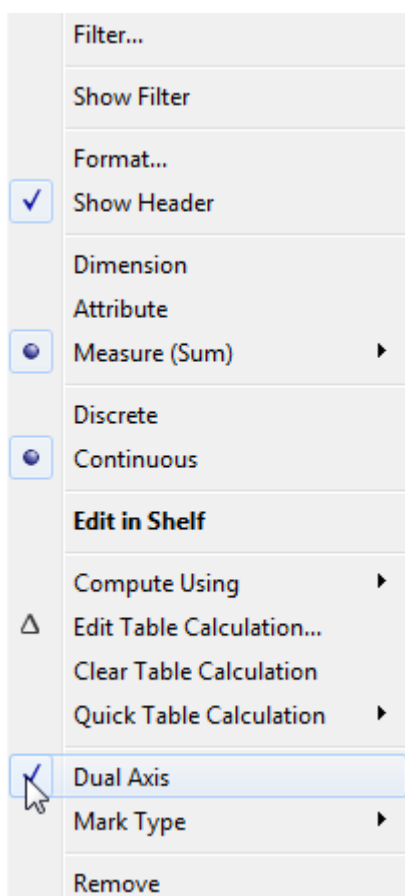 Filter...
Show Filter
Format...
Show Header
Dimension
Attribute
Measure (Sum)
Discrete
Continuous
Edit in Shelf
Compute Using
Edit Table Calculation...
Clear Table Calculation
Quick Table Calculation
Dual Axis
Mark Type
Remove